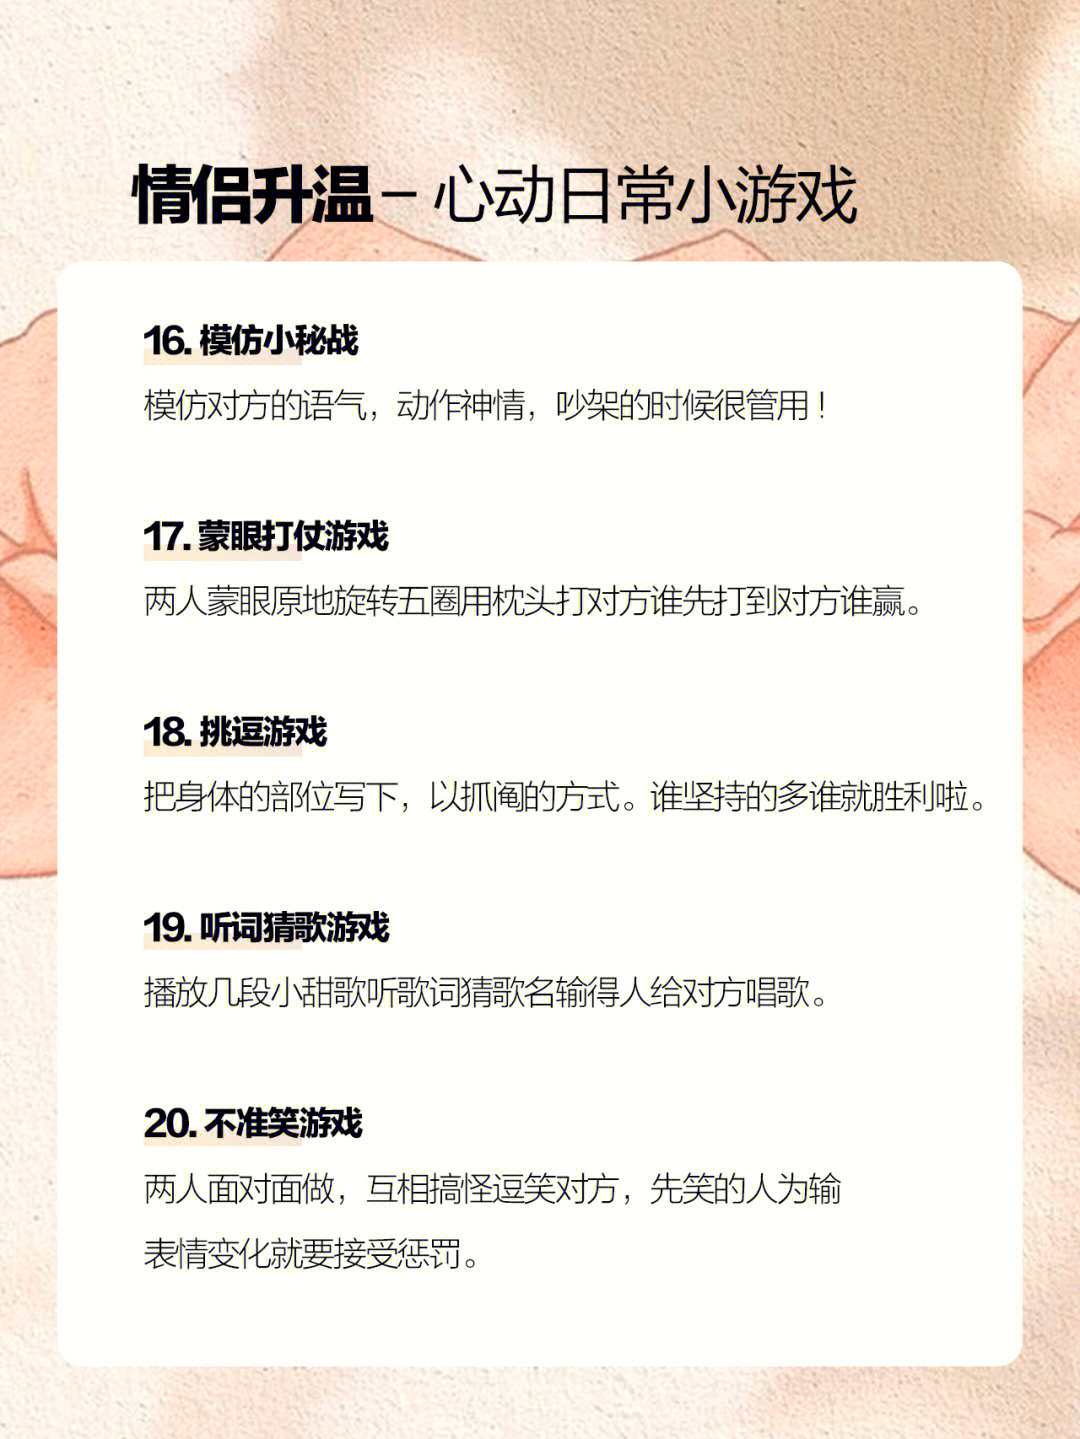 情侣升温 – 心动日常小游戏
16. 模仿小秘战
模仿对方的语气，动作神情，吵架的时候很管用！
17. 蒙眼打仗游戏
两人蒙眼原地旋转五圈用枕头打对方谁先打到对方谁赢。
18. 挑逗游戏
把身体的部位写下，以抓阄的方式。谁坚持的多谁就胜利啦。
19. 听词猜歌游戏
播放几段小甜歌听歌词猜歌名输得人给对方唱歌。
20. 不准笑游戏
两人面对面做，互相搞怪逗笑对方，先笑的人为输
表情变化就要接受惩罚。